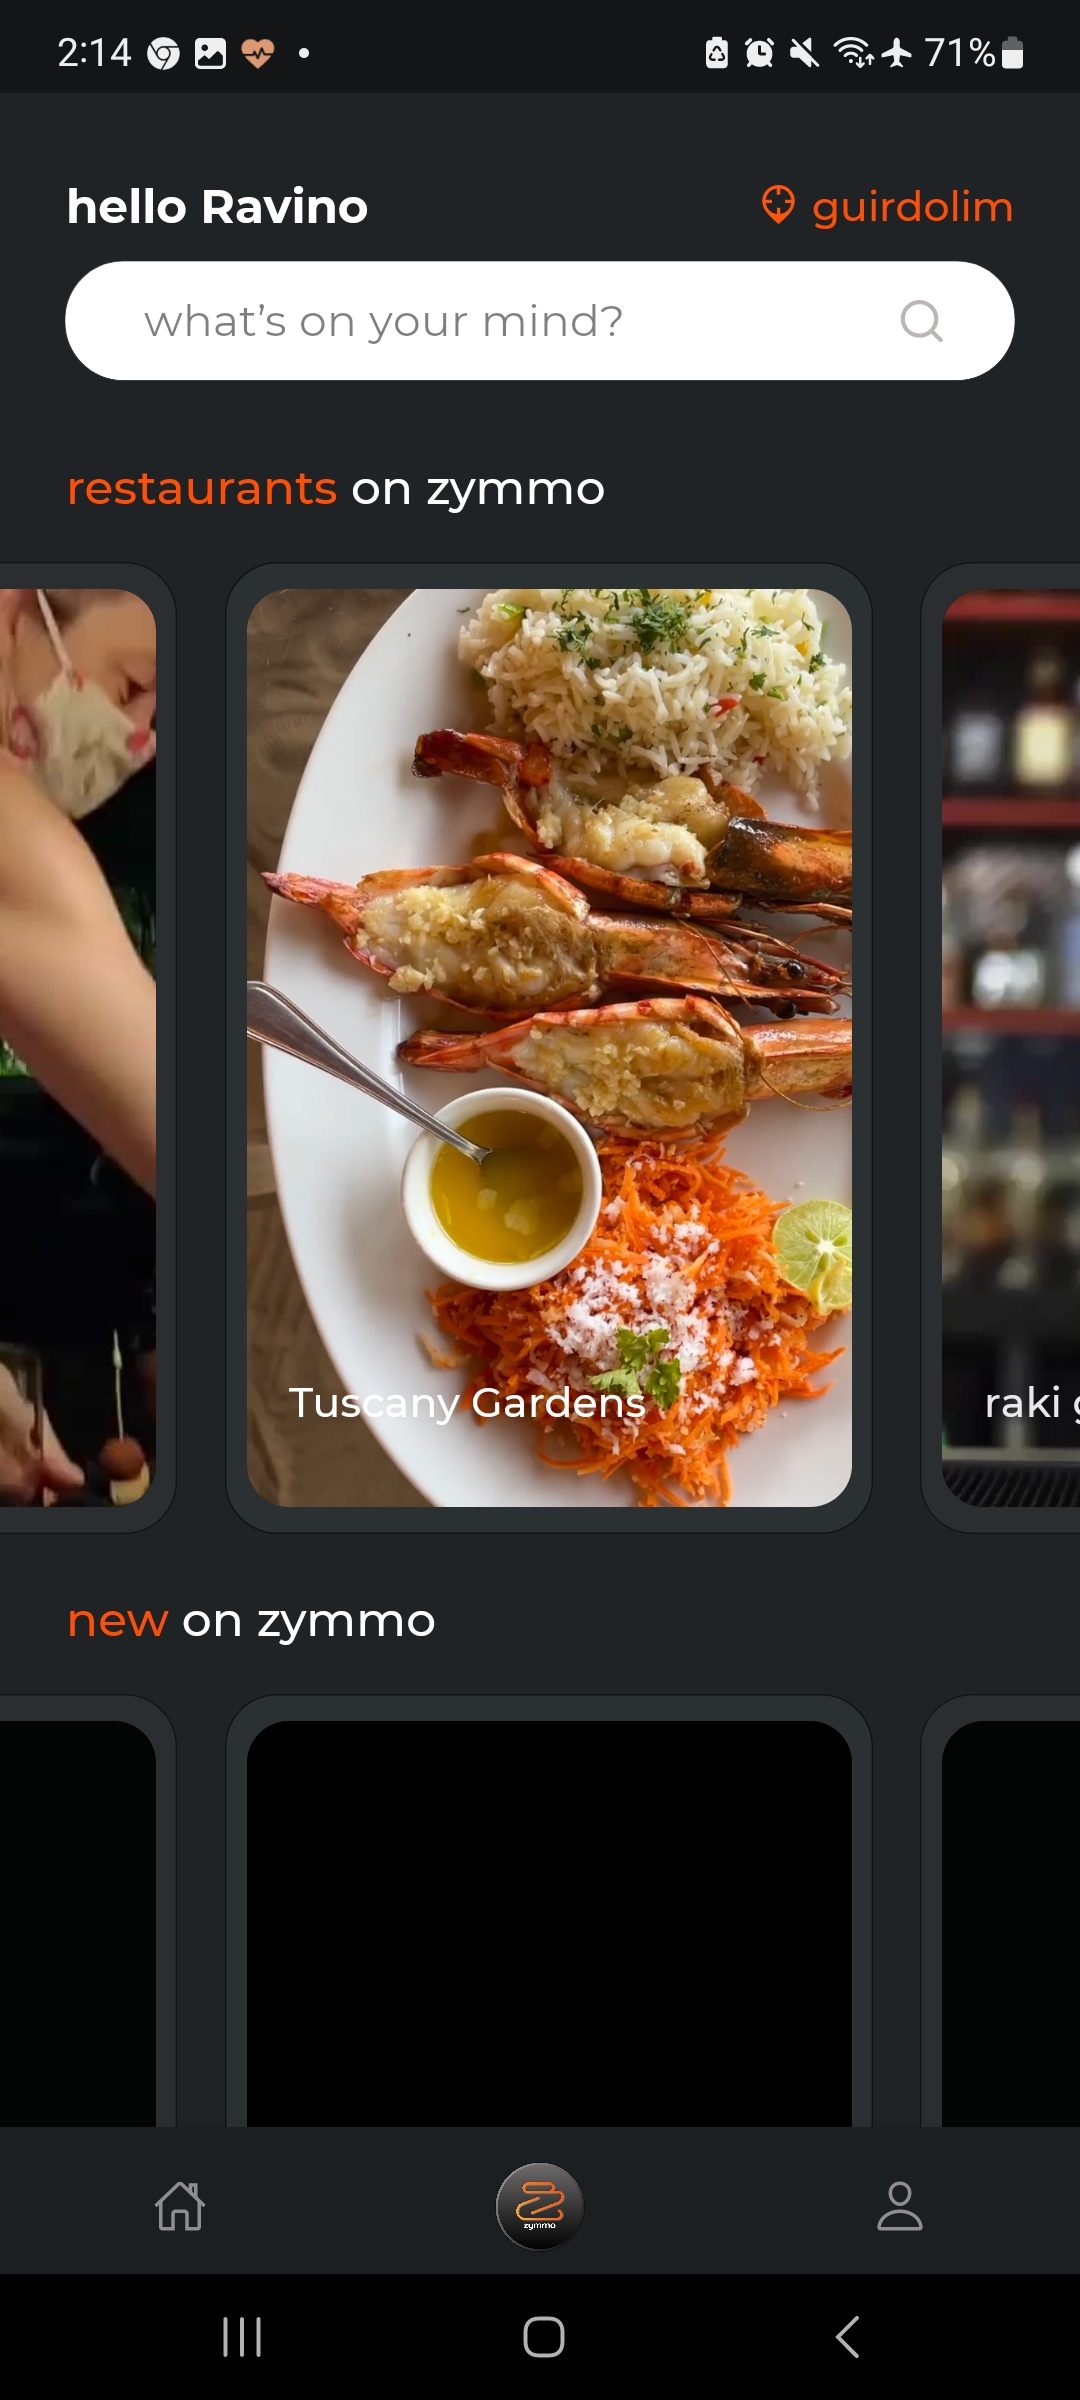 2:14 71%
hello Ravino guirdolim
what's on your mind?
restaurants on zymmo
Tuscany Gardens
raki
new on zymmo
zymmo